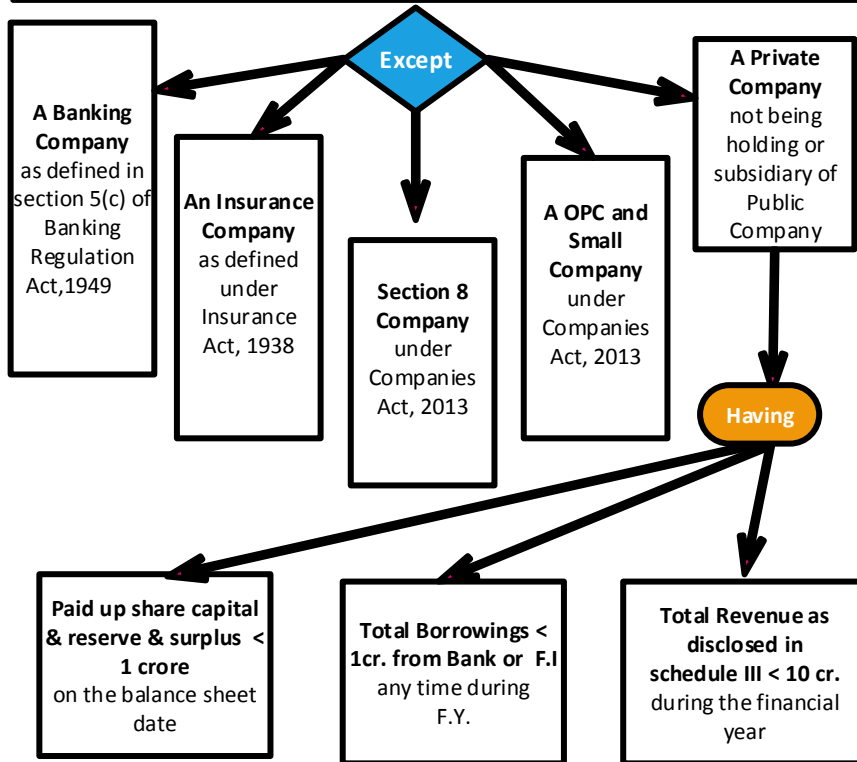 Except
A Banking
Company
as defined in
section 5(c) of
Banking
Regulation
Act,1949
An Insurance
Company
as defined
under
Insurance
Act, 1938
Section 8
Company
under
Companies
Act, 2013
A OPC and
Small
Company
under
Companies
Act, 2013
A Private
Company
not being
holding or
subsidiary of
Public
Company
Having
Paid up share capital
& reserve & surplus <
1 crore
on the balance sheet
date
Total Borrowings <
1cr. from Bank or F.I
any time during
F.Y.
Total Revenue as
disclosed in
schedule III < 10 cr.
during the financial
year